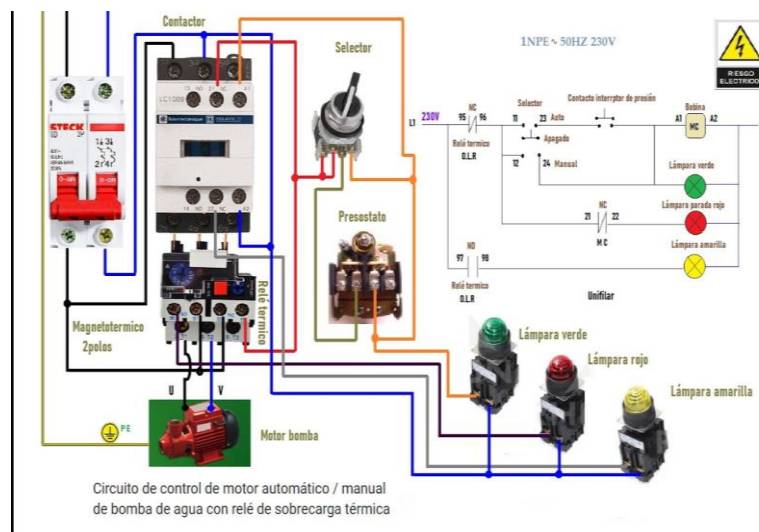 Contactor
Selector
1NPE ~ 50HZ 230V
RIESGO
ELECTRICO
STECK
LC1D09
Telemecanique
A1
A2
L1
230V
95
NC
96
Relé termico
O.L.R
Selector
11
23
Auto
Apagado
12
24
Manual
Contacto interrptor de presión
Bobina
A1
MC
A2
Lámpara verde
NC
21
22
M C
Lámpara parada rojo
NO
97
98
Relé termico
O.L.R
Lámpara amarilla
Unifilar
Presostato
Relé termico
Magnetotermico
2polos
U
V
PE
Motor bomba
Lámpara verde
Lámpara rojo
Lámpara amarilla
Circuito de control de motor automático / manual
de bomba de agua con relé de sobrecarga térmica